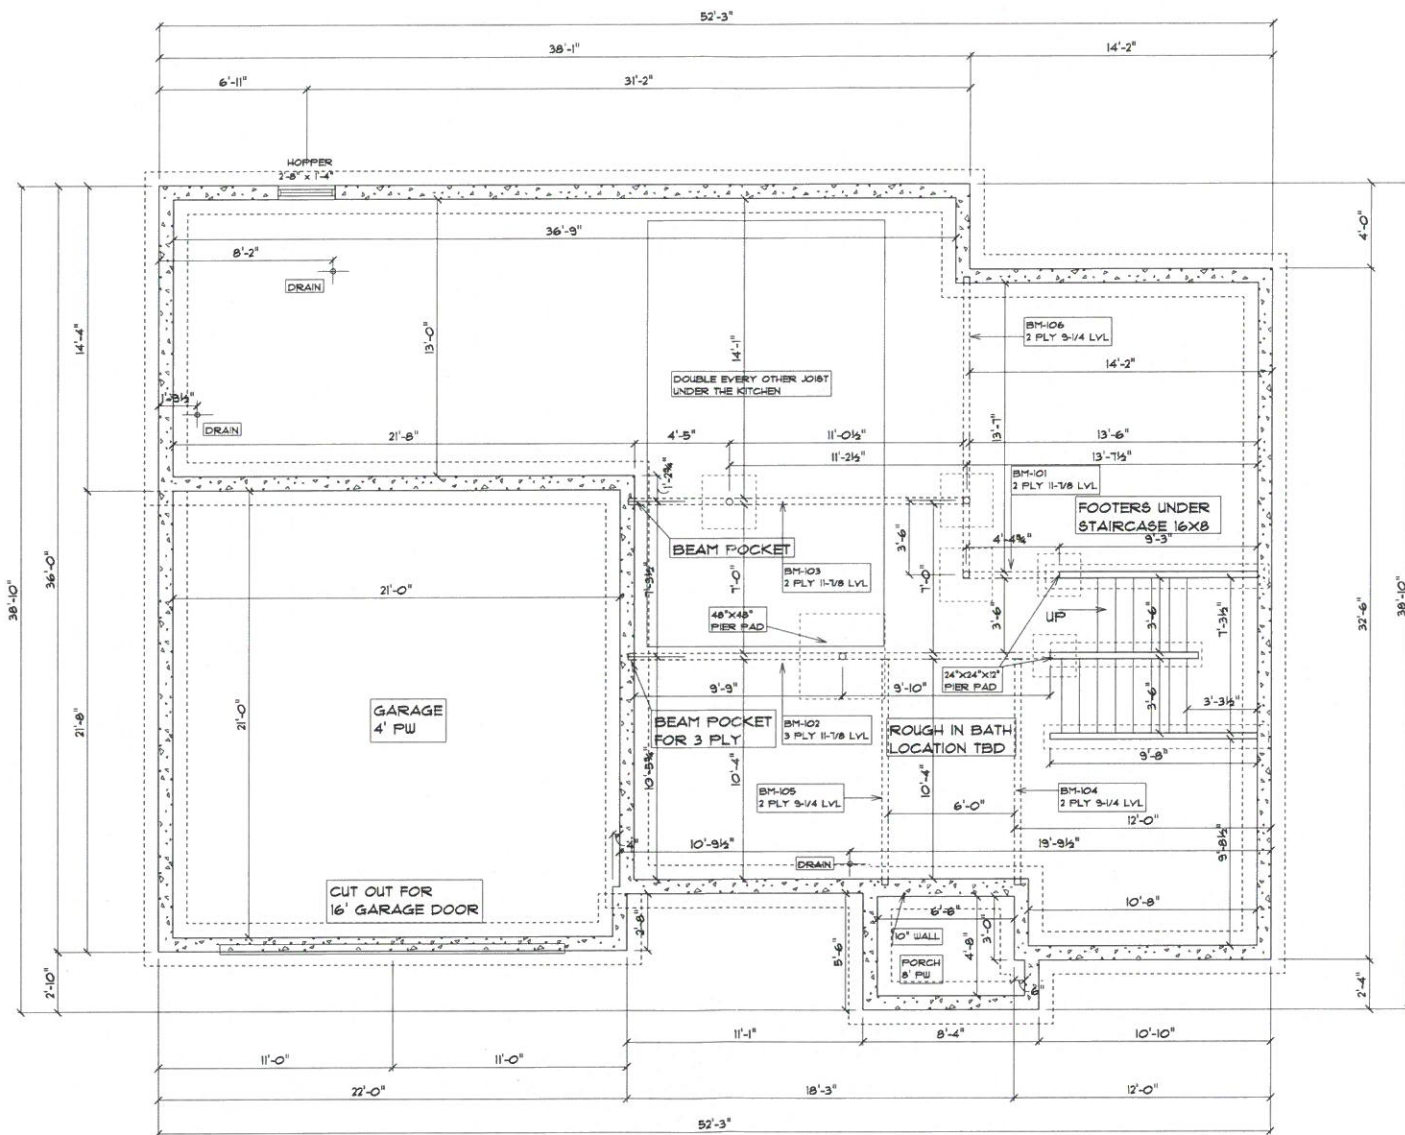 52'-3"
38'-1"
14'-2"
6'-11"
31'-2"
HOPPER
2'-8" x 1'-4"
36'-9"
8'-2"
DRAIN
4'-0"
14'-4"
13'-0"
14'-1"
BM-106
2 PLY 9-1/4 LVL
14'-2"
DOUBLE EVERY OTHER JOIST
UNDER THE KITCHEN
1'-9½"
DRAIN
21'-8"
4'-5"
11'-0½"
13'-7"
13'-6"
11'-2½"
13'-7½"
1'-2¾"
BM-101
2 PLY 11-7/8 LVL
FOOTERS UNDER
STAIRCASE 16X8
BEAM POCKET
3'-6"
4'-4¾"
9'-3"
36'-0"
38'-10"
BM-103
2 PLY 11-7/8 LVL
7'-0"
7'-0"
21'-0"
38'-10"
32'-6"
48"X48"
PIER PAD
3'-6"
UP
3'-6"
7'-3½"
24"X24"X12"
PIER PAD
9'-9"
9'-10"
3'-3½"
3'-6"
GARAGE
4' PW
21'-0"
21'-8"
BEAM POCKET
FOR 3 PLY
BM-102
3 PLY 11-7/8 LVL
ROUGH IN BATH
LOCATION TBD
9'-8"
10'-5¾"
10'-4"
10'-4"
BM-105
2 PLY 9-1/4 LVL
BM-104
2 PLY 9-1/4 LVL
6'-0"
12'-0"
10'-9½"
19'-9½"
9'-8½"
DRAIN
CUT OUT FOR
16' GARAGE DOOR
2'-8"
6'-8"
10'-8"
10" WALL
3'-0"
4'-8"
PORCH
8' PW
5'-6"
6"
2'-10"
2'-4"
11'-1"
8'-4"
10'-10"
11'-0"
11'-0"
22'-0"
18'-3"
12'-0"
52'-3"